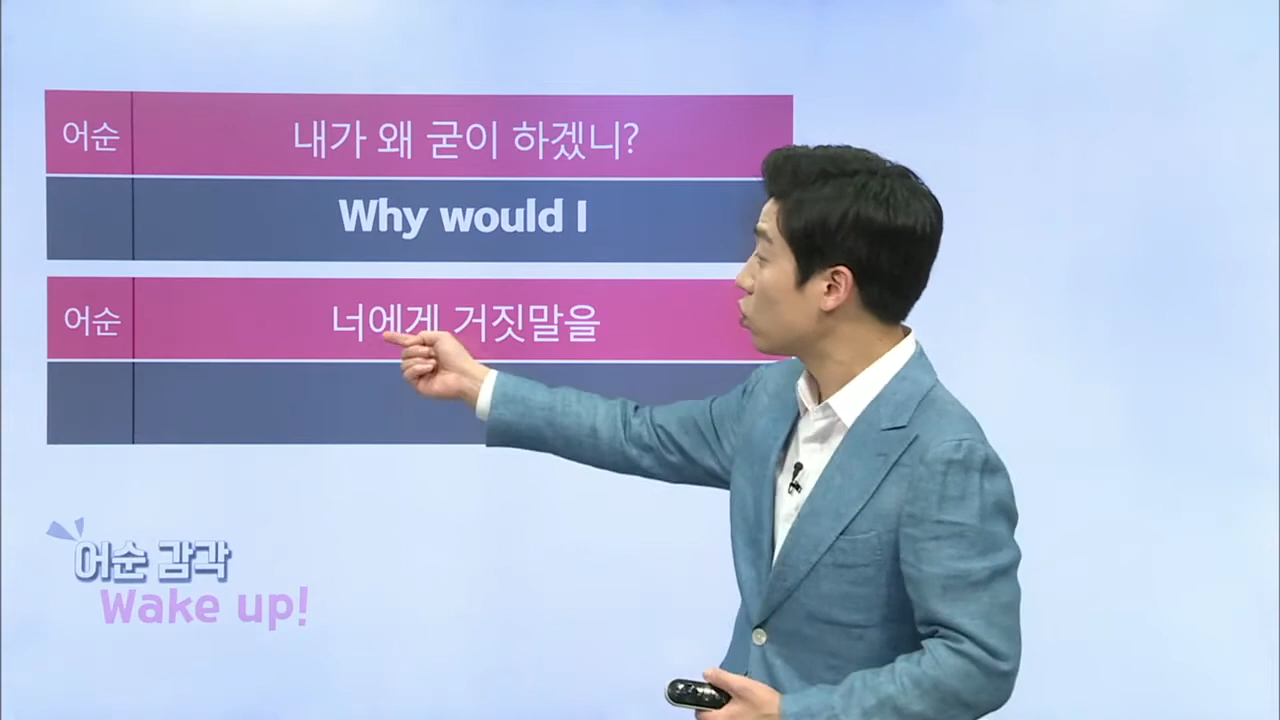 어순
내가 왜 굳이 하겠니?
Why would I
어순
너에게 거짓말을
어순 감각
Wake up!